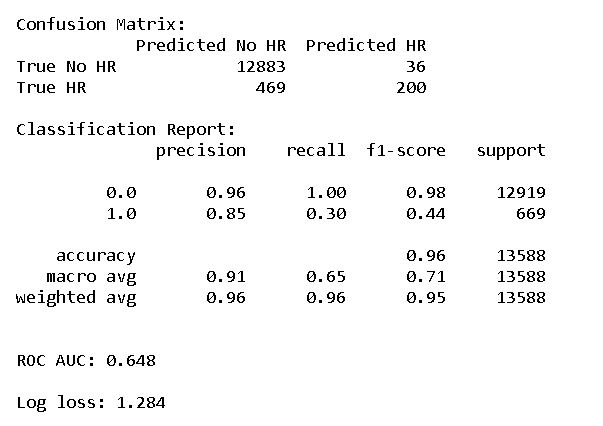 Confusion Matrix:
Predicted No HR Predicted HR
True No HR 12883 36
True HR 469 200
Classification Report:
precision recall f1-score support
0.0 0.96 1.00 0.98 12919
1.0 0.85 0.30 0.44 669
accuracy 0.96 13588
macro avg 0.91 0.65 0.71 13588
weighted avg 0.96 0.96 0.95 13588
ROC AUC: 0.648
Log loss: 1.284